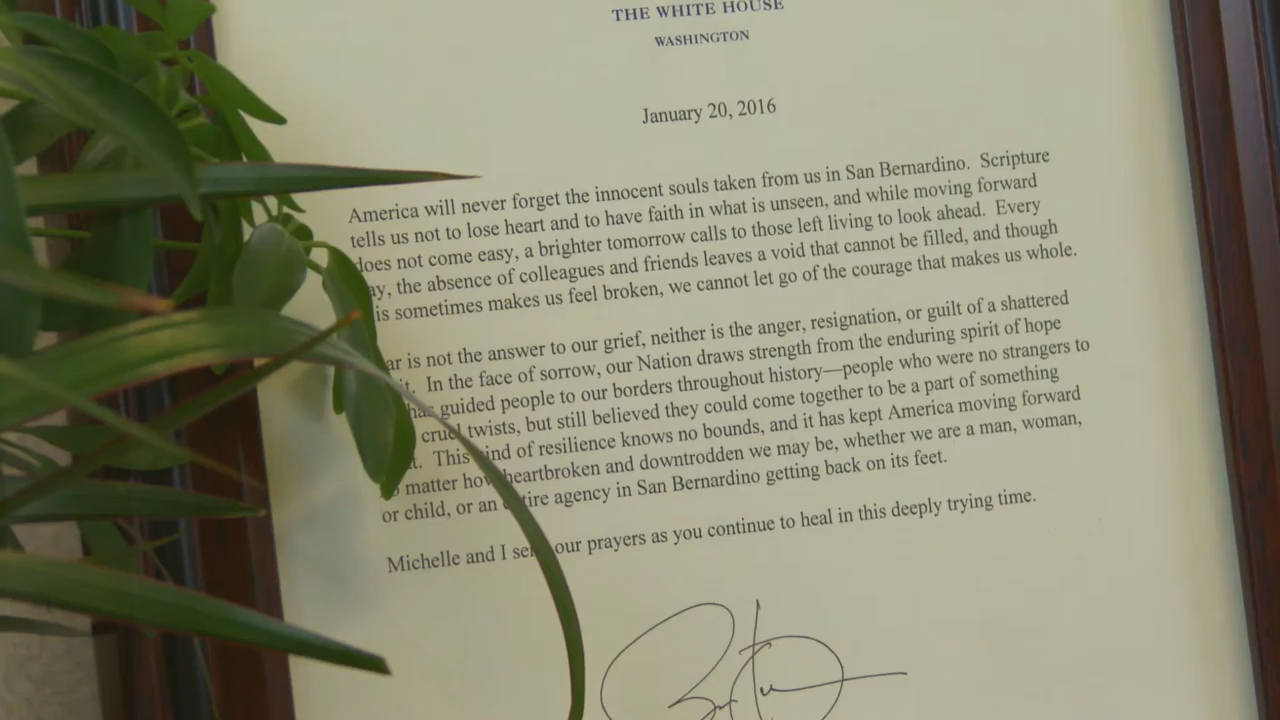 THE WHITE HOUSE
WASHINGTON
January 20, 2016
America will never forget the innocent souls taken from us in San Bernardino. Scripture
tells us not to lose heart and to have faith in what is unseen, and while moving forward
does not come easy, a brighter tomorrow calls to those left living to look ahead. Every
ay, the absence of colleagues and friends leaves a void that cannot be filled, and though
is sometimes makes us feel broken, we cannot let go of the courage that makes us whole.
ar is not the answer to our grief, neither is the anger, resignation, or guilt of a shattered
it. In the face of sorrow, our Nation draws strength from the enduring spirit of hope
has guided people to our borders throughout history—people who were no strangers to
cruel twists, but still believed they could come together to be a part of something
t. This kind of resilience knows no bounds, and it has kept America moving forward
matter how heartbroken and downtrodden we may be, whether we are a man, woman,
or child, or an entire agency in San Bernardino getting back on its feet.
Michelle and I send our prayers as you continue to heal in this deeply trying time.